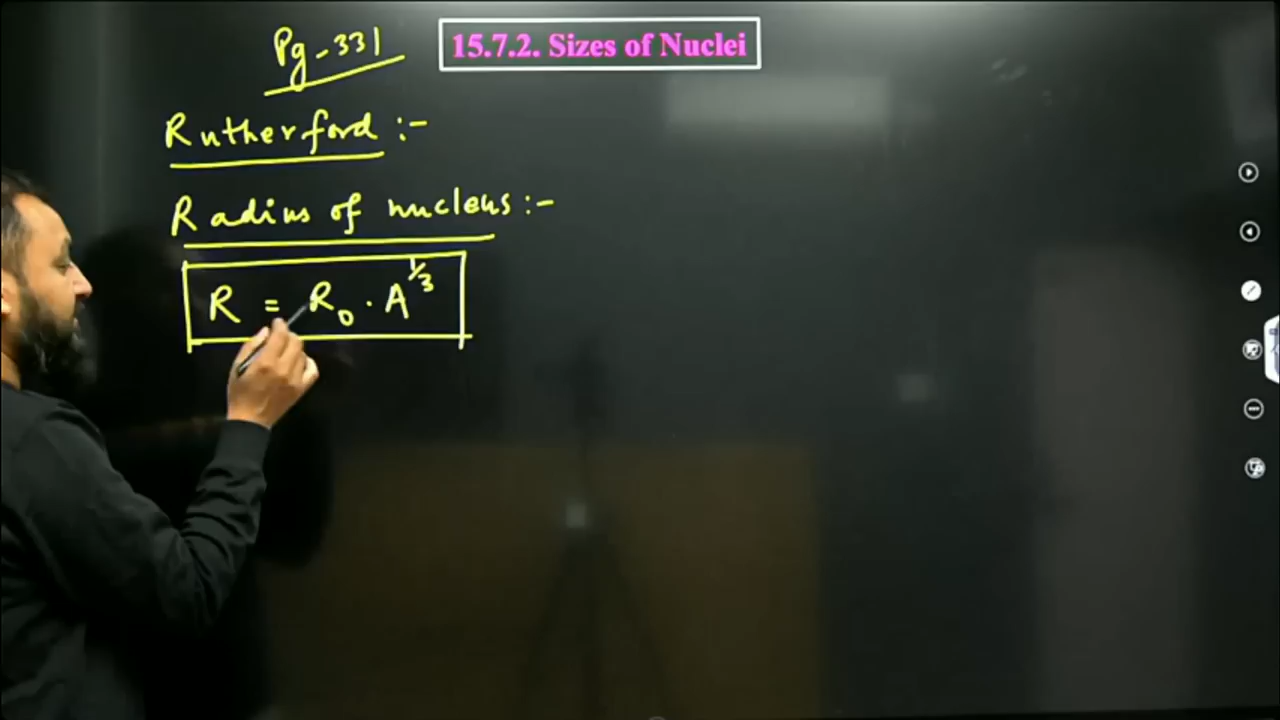 Pg-331
15.7.2. Sizes of Nuclei
Rutherford :-
Radius of nucleus :-
R = R₀ · A^1/3